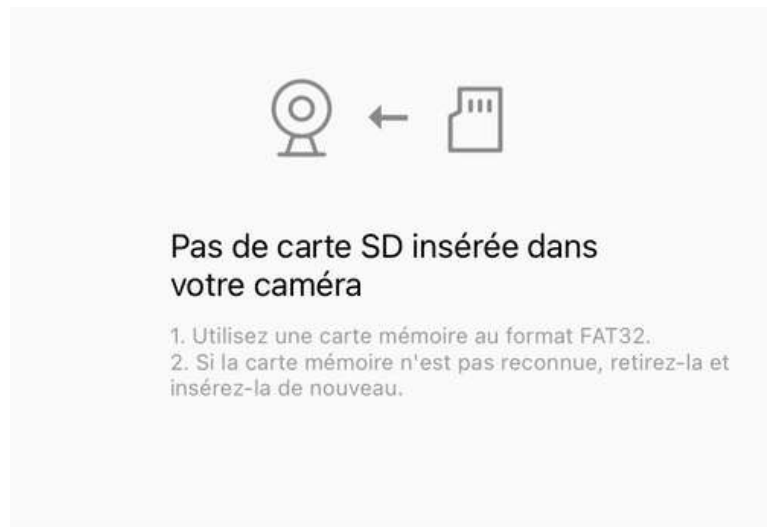 Pas de carte SD insérée dans
votre caméra
1. Utilisez une carte mémoire au format FAT32.
2. Si la carte mémoire n'est pas reconnue, retirez-la et
insérez-la de nouveau.